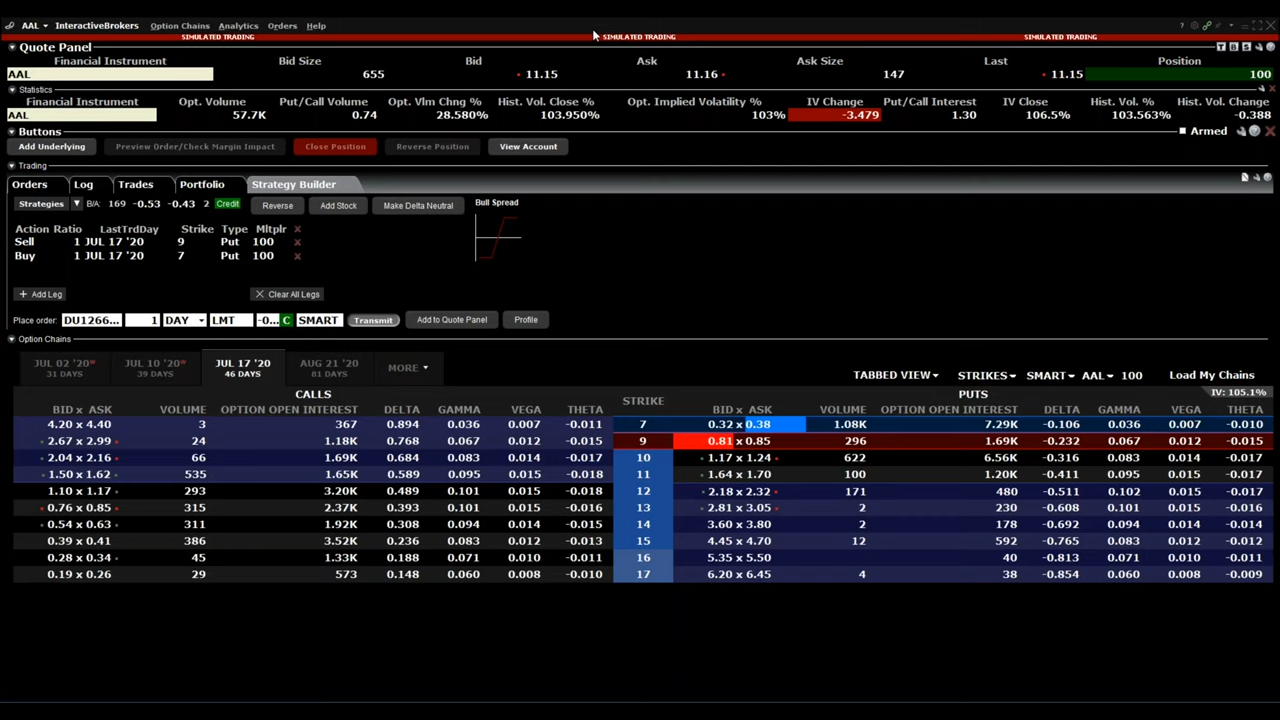 AAL InteractiveBrokers Option Chains Analytics Orders Help ?
SIMULATED TRADING SIMULATED TRADING SIMULATED TRADING
Quote Panel T B S
Financial Instrument Bid Size Bid Ask Ask Size Last Position
AAL 655 11.15 11.16 147 11.15 100
Statistics
Financial Instrument Opt. Volume Put/Call Volume Opt. Vlm Chng % Hist. Vol. Close % Opt. Implied Volatility % IV Change Put/Call Interest IV Close Hist. Vol. % Hist. Vol. Change
AAL 57.7K 0.74 28.580% 103.950% 103% -3.479 1.30 106.5% 103.563% -0.388
Buttons Armed
Add Underlying Preview Order/Check Margin Impact Close Position Reverse Position View Account
Trading
Orders Log Trades Portfolio Strategy Builder
Strategies B/A: 169 -0.53 -0.43 2 Credit Reverse Add Stock Make Delta Neutral Bull Spread
Action Ratio LastTrdDay Strike Type Mltplr
Sell 1 JUL 17 '20 9 Put 100
Buy 1 JUL 17 '20 7 Put 100
+ Add Leg Clear All Legs
Place order: DU1266... 1 DAY LMT -0... C SMART Transmit Add to Quote Panel Profile
Option Chains
JUL 02 '20 JUL 10 '20 JUL 17 '20 AUG 21 '20 MORE
31 DAYS 39 DAYS 46 DAYS 81 DAYS
TABBED VIEW STRIKES SMART AAL 100 Load My Chains
CALLS STRIKE PUTS IV: 105.1%
BID x ASK VOLUME OPTION OPEN INTEREST DELTA GAMMA VEGA THETA BID x ASK VOLUME OPTION OPEN INTEREST DELTA GAMMA VEGA THETA
4.20 x 4.40 3 367 0.894 0.036 0.007 -0.011 7 0.32 x 0.38 1.08K 7.29K -0.106 0.036 0.007 -0.010
2.67 x 2.99 24 1.18K 0.768 0.067 0.012 -0.015 9 0.81 x 0.85 296 1.69K -0.232 0.067 0.012 -0.015
2.04 x 2.16 66 1.69K 0.684 0.083 0.014 -0.017 10 1.17 x 1.24 622 6.56K -0.316 0.083 0.014 -0.017
1.50 x 1.62 535 1.65K 0.589 0.095 0.015 -0.018 11 1.64 x 1.70 100 1.20K -0.411 0.095 0.015 -0.018
1.10 x 1.17 293 3.20K 0.489 0.101 0.015 -0.018 12 2.18 x 2.32 171 480 -0.511 0.102 0.015 -0.017
0.76 x 0.85 315 2.37K 0.393 0.101 0.015 -0.016 13 2.81 x 3.05 2 230 -0.608 0.101 0.015 -0.016
0.54 x 0.63 311 1.92K 0.308 0.094 0.014 -0.015 14 3.60 x 3.80 2 178 -0.692 0.094 0.014 -0.015
0.39 x 0.41 386 3.52K 0.236 0.083 0.012 -0.013 15 4.45 x 4.70 12 592 -0.765 0.083 0.012 -0.012
0.28 x 0.34 45 1.33K 0.188 0.071 0.010 -0.011 16 5.35 x 5.50 40 -0.813 0.071 0.010 -0.011
0.19 x 0.26 29 573 0.148 0.060 0.008 -0.010 17 6.20 x 6.45 4 38 -0.854 0.060 0.008 -0.009